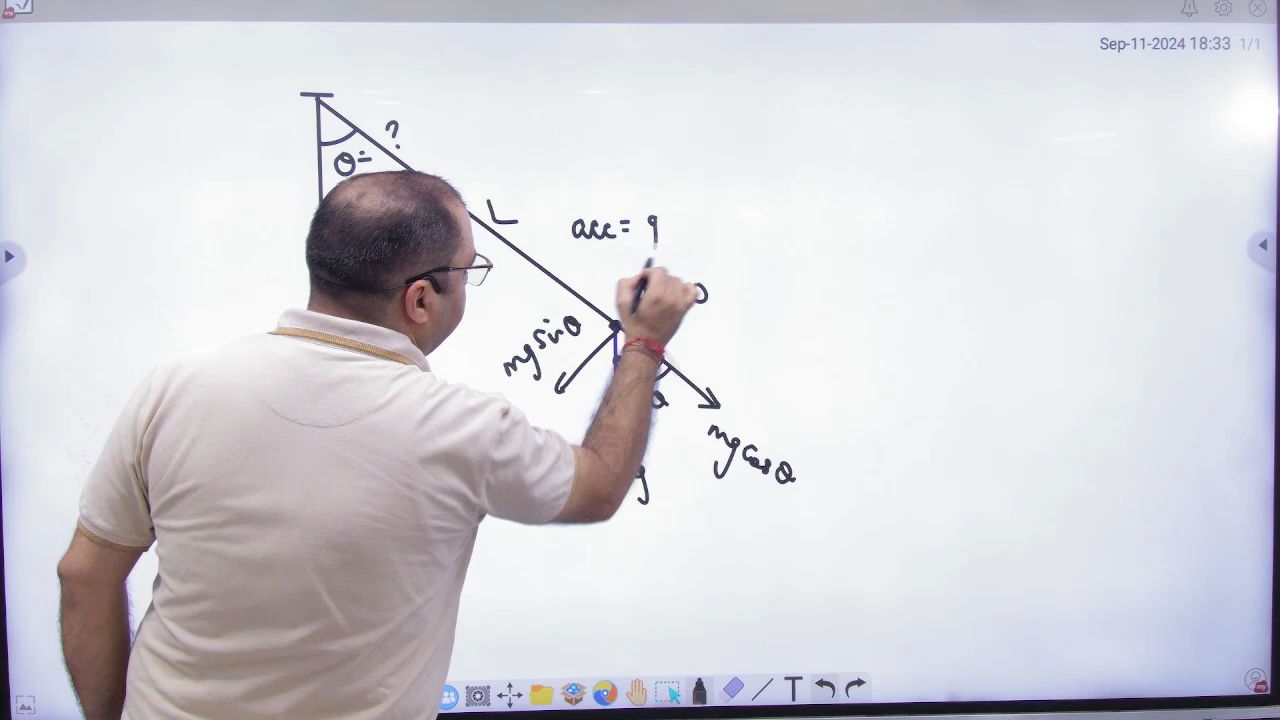 Sep-11-2024 18:33 1/1
?
θ=
L
acc = g
mg sinθ
θ
mg cosθ